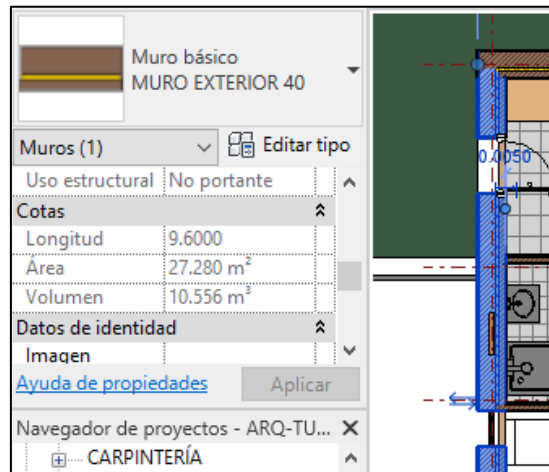 Muro básico
MURO EXTERIOR 40
Muros (1)
Editar tipo
Uso estructural No portante
Cotas
Longitud 9.6000
Área 27.280 m²
Volumen 10.556 m³
Datos de identidad
Imagen
Ayuda de propiedades Aplicar
Navegador de proyectos - ARQ-TU...
CARPINTERÍA
0.0050